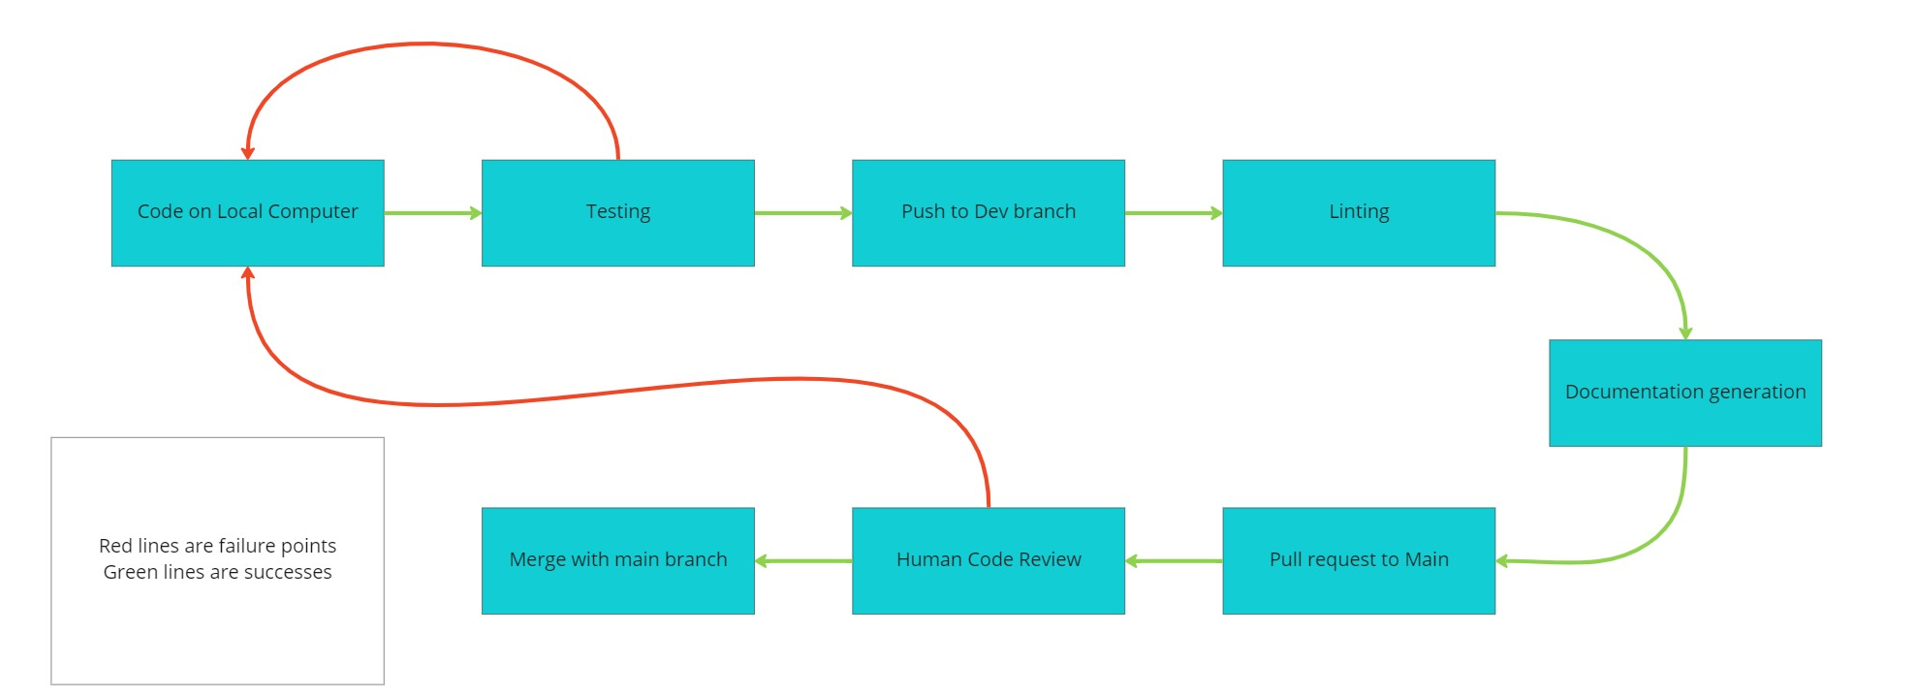 Code on Local Computer
Testing
Push to Dev branch
Linting
Documentation generation
Merge with main branch
Human Code Review
Pull request to Main
Red lines are failure points
Green lines are successes